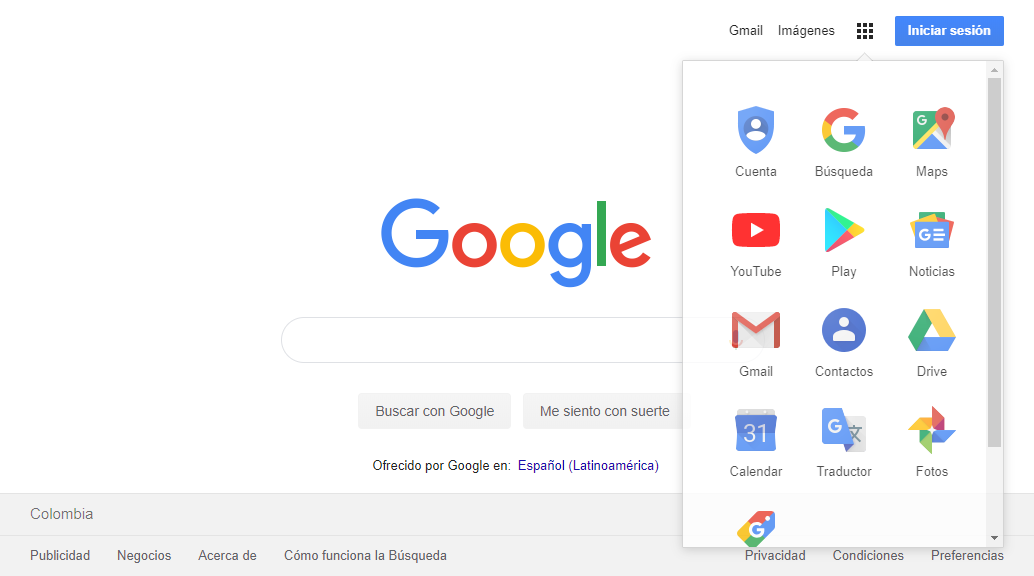 Gmail Imágenes Iniciar sesión
Cuenta Búsqueda Maps
Google
YouTube Play Noticias
Gmail Contactos Drive
31
Calendar Traductor Fotos
Buscar con Google Me siento con suerte
Ofrecido por Google en: Español (Latinoamérica)
Colombia
Publicidad Negocios Acerca de Cómo funciona la Búsqueda Privacidad Condiciones Preferencias